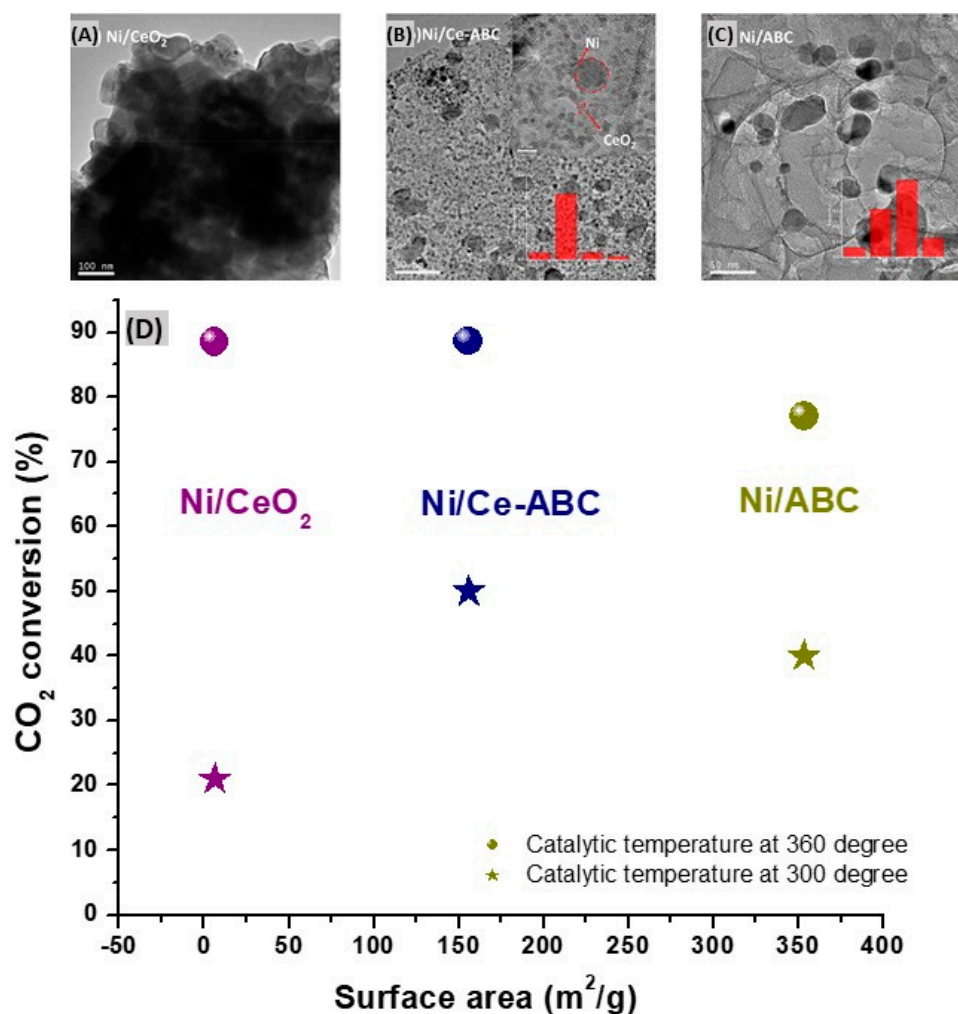 (A) Ni/CeO2
100 nm
(B) )Ni/Ce-ABC
Ni
CeO2
(C) Ni/ABC
50 nm
(D)
90
80
70
60
50
40
30
20
10
0
CO2 conversion (%)
Ni/CeO2
Ni/Ce-ABC
Ni/ABC
Catalytic temperature at 360 degree
Catalytic temperature at 300 degree
-50 0 50 100 150 200 250 300 350 400
Surface area (m²/g)